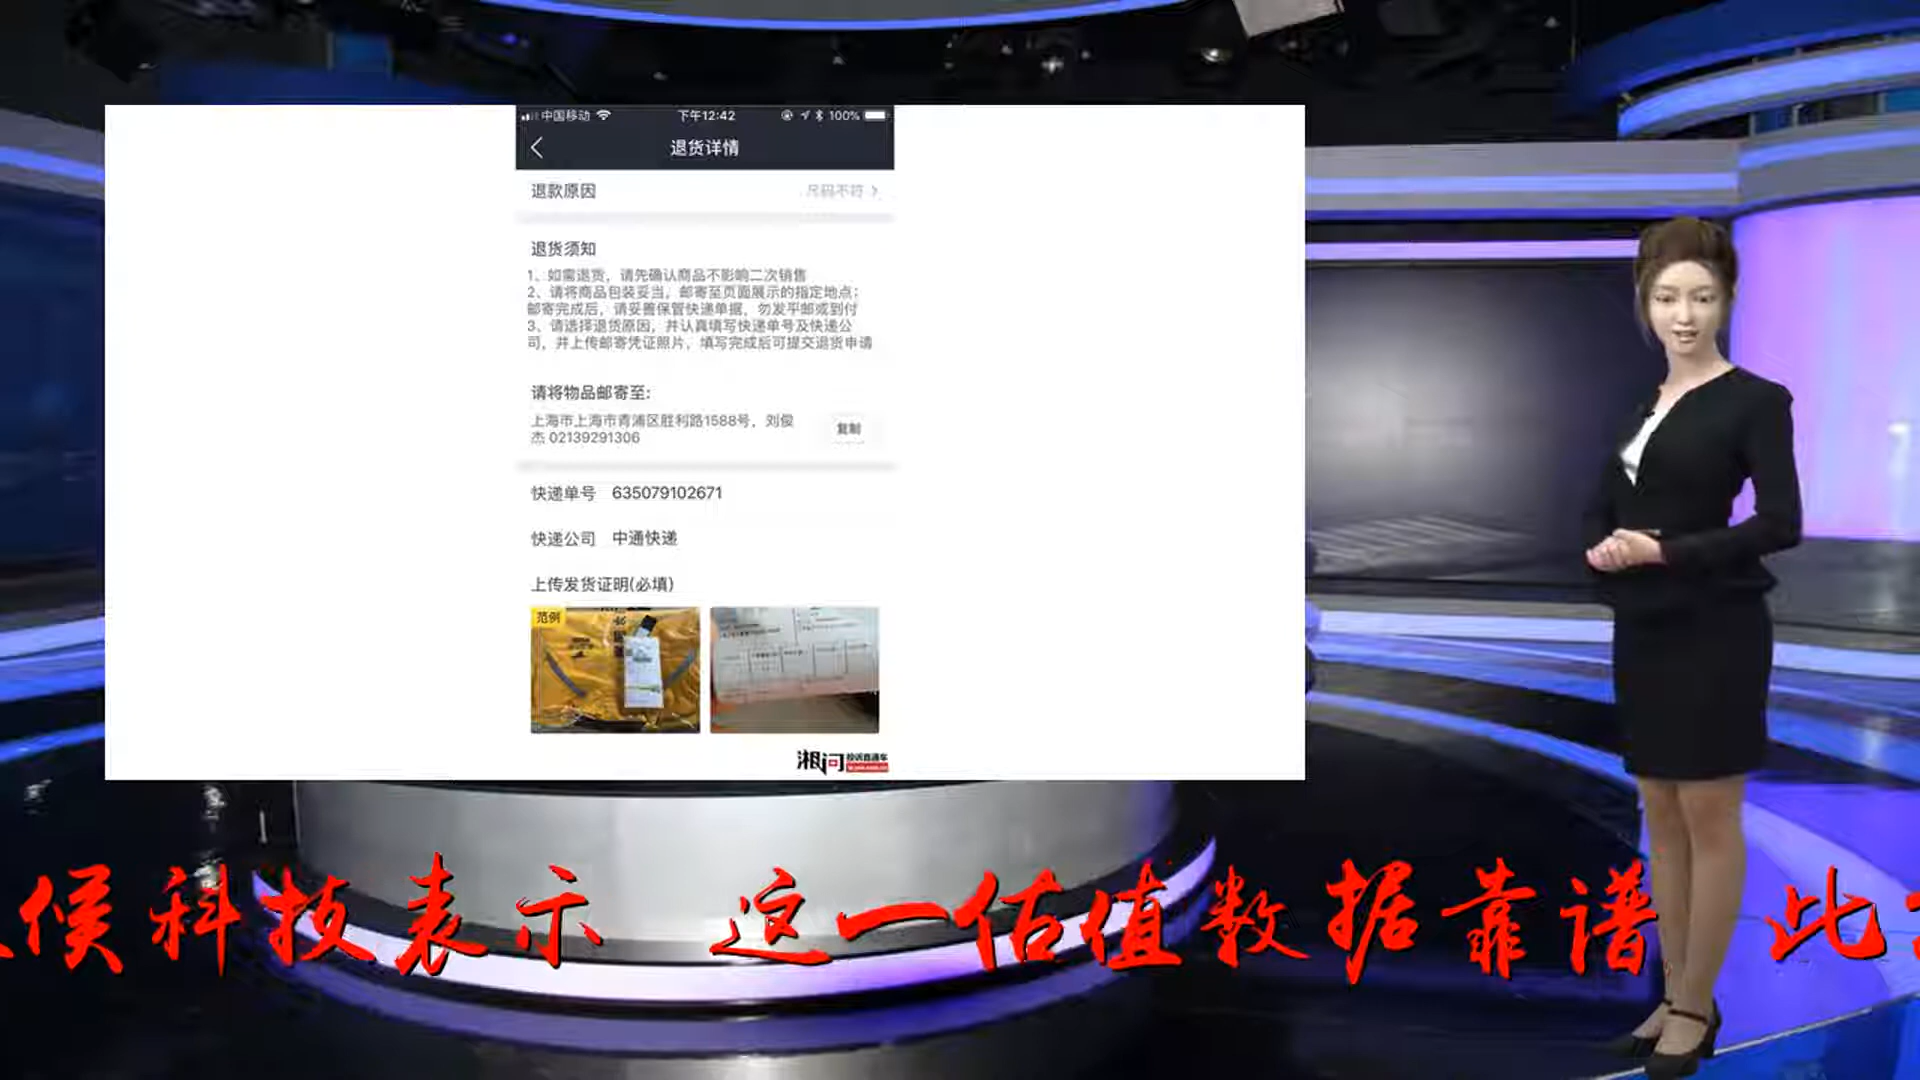 中国移动 下午12:42 100%
退货详情
退款原因 尺码不符
退货须知
1、如需退货，请先确认商品不影响二次销售
2、请将商品包装妥当，邮寄至页面展示的指定地点；
邮寄完成后，请妥善保管快递单据，勿发平邮或到付
3、请选择退货原因，并认真填写快递单号及快递公
司，并上传邮寄凭证照片，填写完成后可提交退货申请
请将物品邮寄至:
上海市上海市青浦区胜利路1588号，刘俊
杰 02139291306
复制
快递单号 635079102671
快递公司 中通快递
上传发货证明(必填)
范例
湘问 投诉直通车
候科技表示 这一估值数据靠谱 此